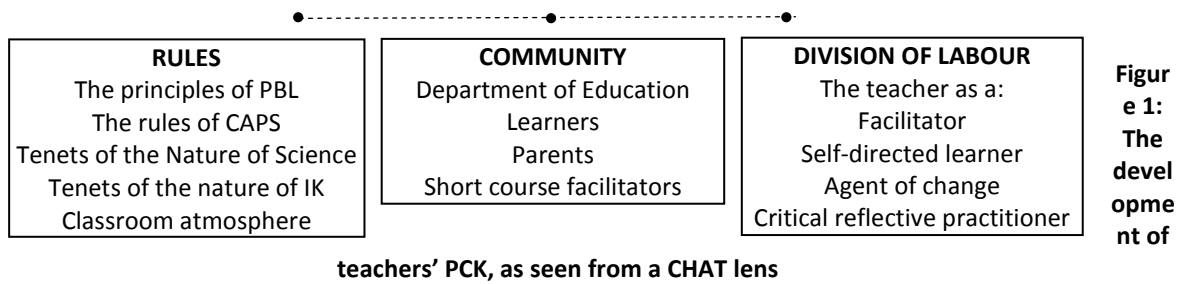 RULES
The principles of PBL
The rules of CAPS
Tenets of the Nature of Science
Tenets of the nature of IK
Classroom atmosphere
COMMUNITY
Department of Education
Learners
Parents
Short course facilitators
DIVISION OF LABOUR
The teacher as a:
Facilitator
Self-directed learner
Agent of change
Critical reflective practitioner
Figur
e 1:
The
devel
opme
nt of
teachers’ PCK, as seen from a CHAT lens